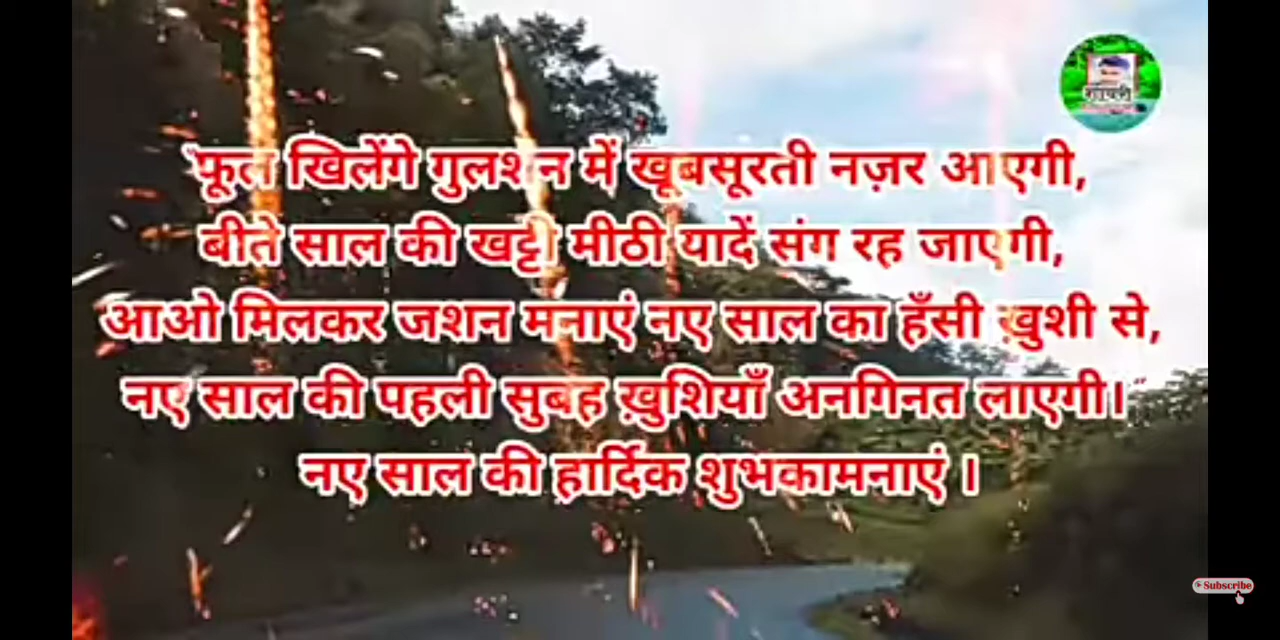 “फूल खिलेंगे गुलशन में खूबसूरती नज़र आएगी,
बीते साल की खट्टी मीठी यादें संग रह जाएगी,
आओ मिलकर जशन मनाएं नए साल का हँसी ख़ुशी से,
नए साल की पहली सुबह ख़ुशियाँ अनगिनत लाएगी।”
नए साल की हार्दिक शुभकामनाएं ।
शायरी
Subscribe